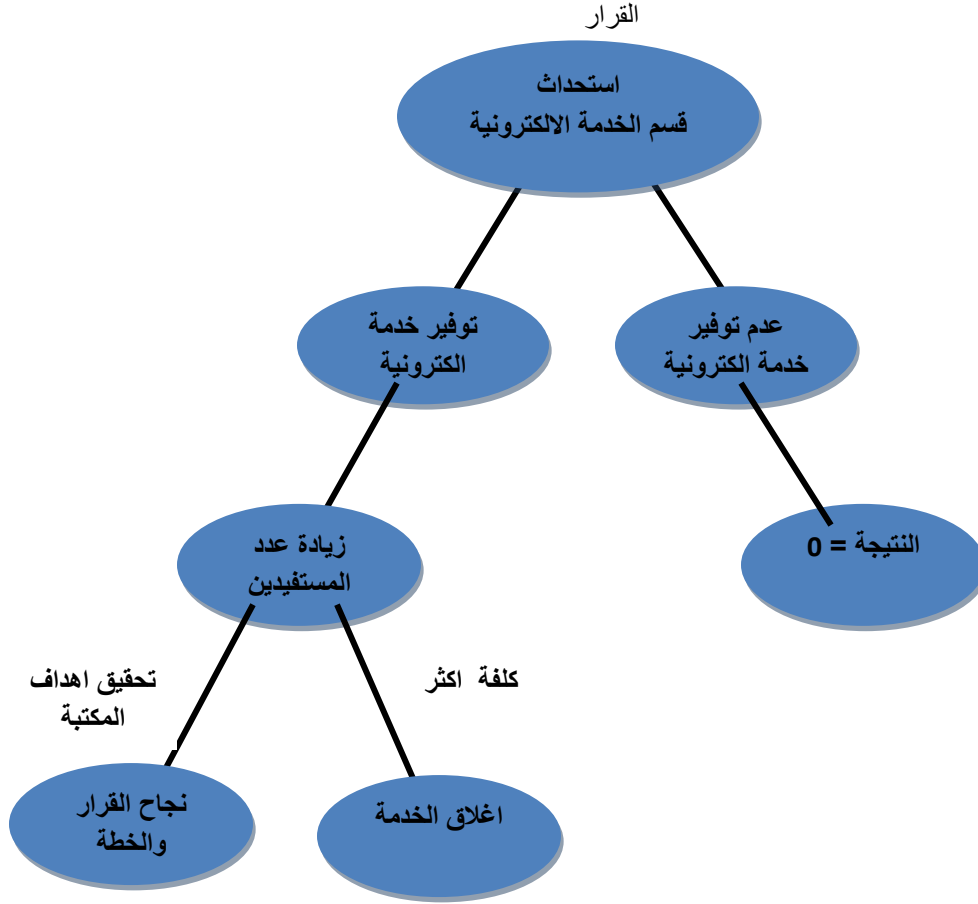 القرار
استحداث
قسم الخدمة الالكترونية
عدم توفير
خدمة الكترونية
توفير خدمة
الكترونية
النتيجة = 0
زيادة عدد
المستفيدين
كلفة اكثر
تحقيق اهداف
المكتبة
اغلاق الخدمة
نجاح القرار
والخطة